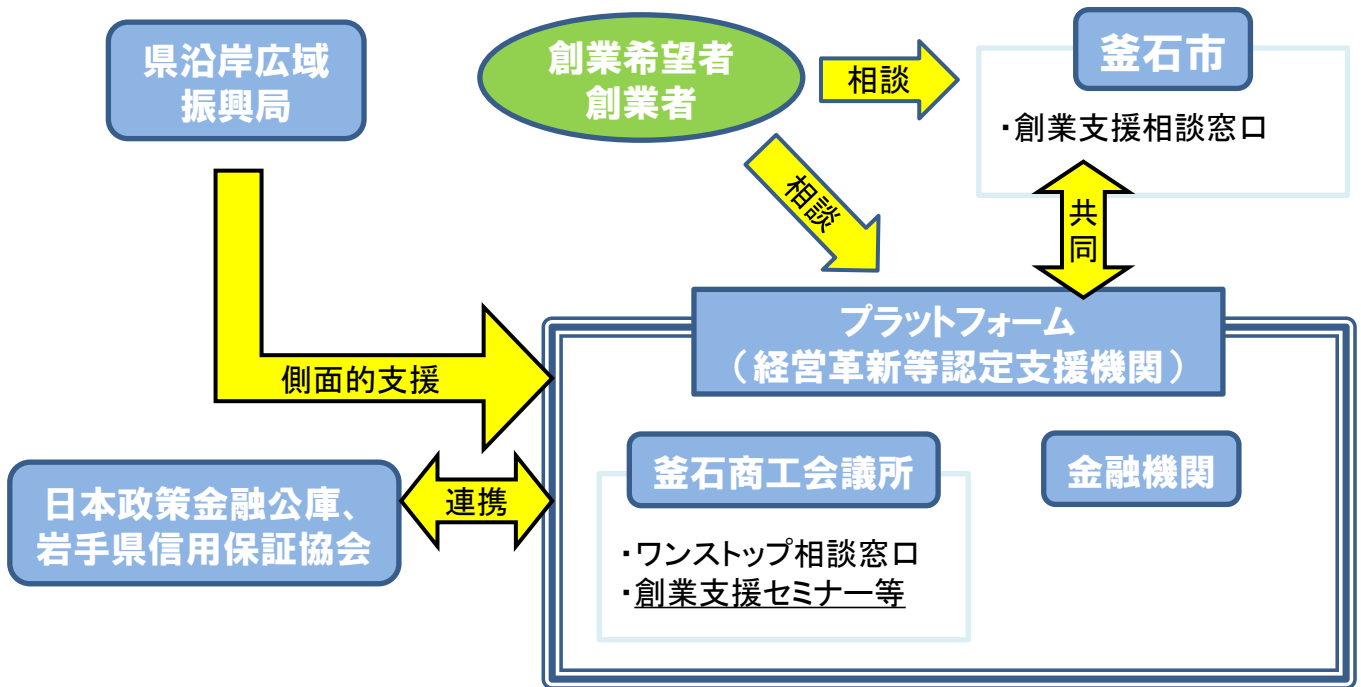 県沿岸広域
振興局
創業希望者
創業者
相談
釜石市
・創業支援相談窓口
相談
共
同
プラットフォーム
（経営革新等認定支援機関）
側面的支援
釜石商工会議所
金融機関
日本政策金融公庫、
岩手県信用保証協会
連携
・ワンストップ相談窓口
・創業支援セミナー等